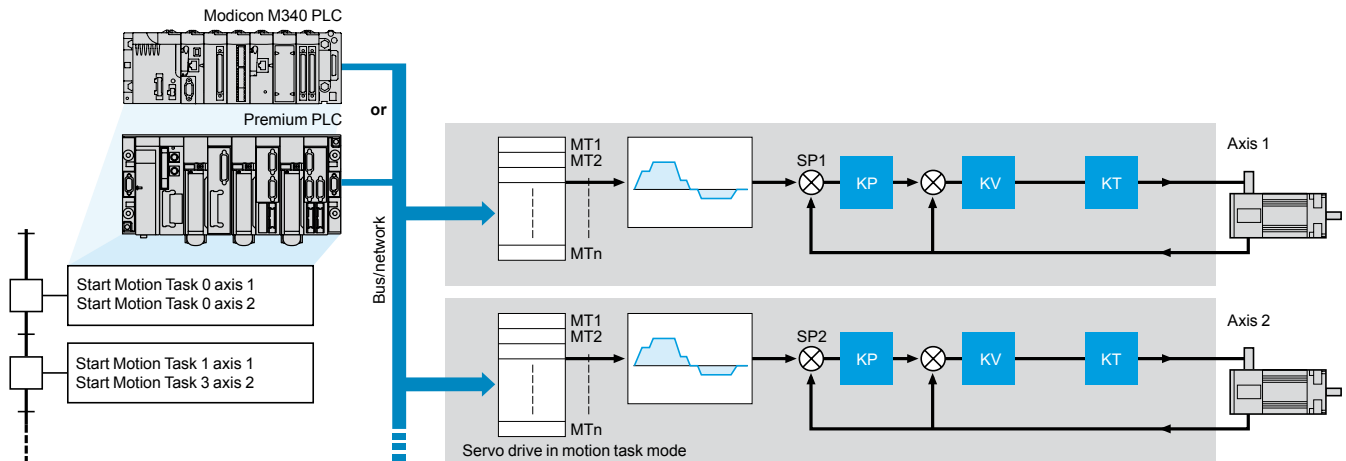 Modicon M340 PLC
or
Premium PLC
Bus/network
Start Motion Task 0 axis 1
Start Motion Task 0 axis 2
Start Motion Task 1 axis 1
Start Motion Task 3 axis 2
MT1
MT2
MTn
SP1
KP
KV
KT
Axis 1
MT1
MT2
MTn
SP2
KP
KV
KT
Axis 2
Servo drive in motion task mode